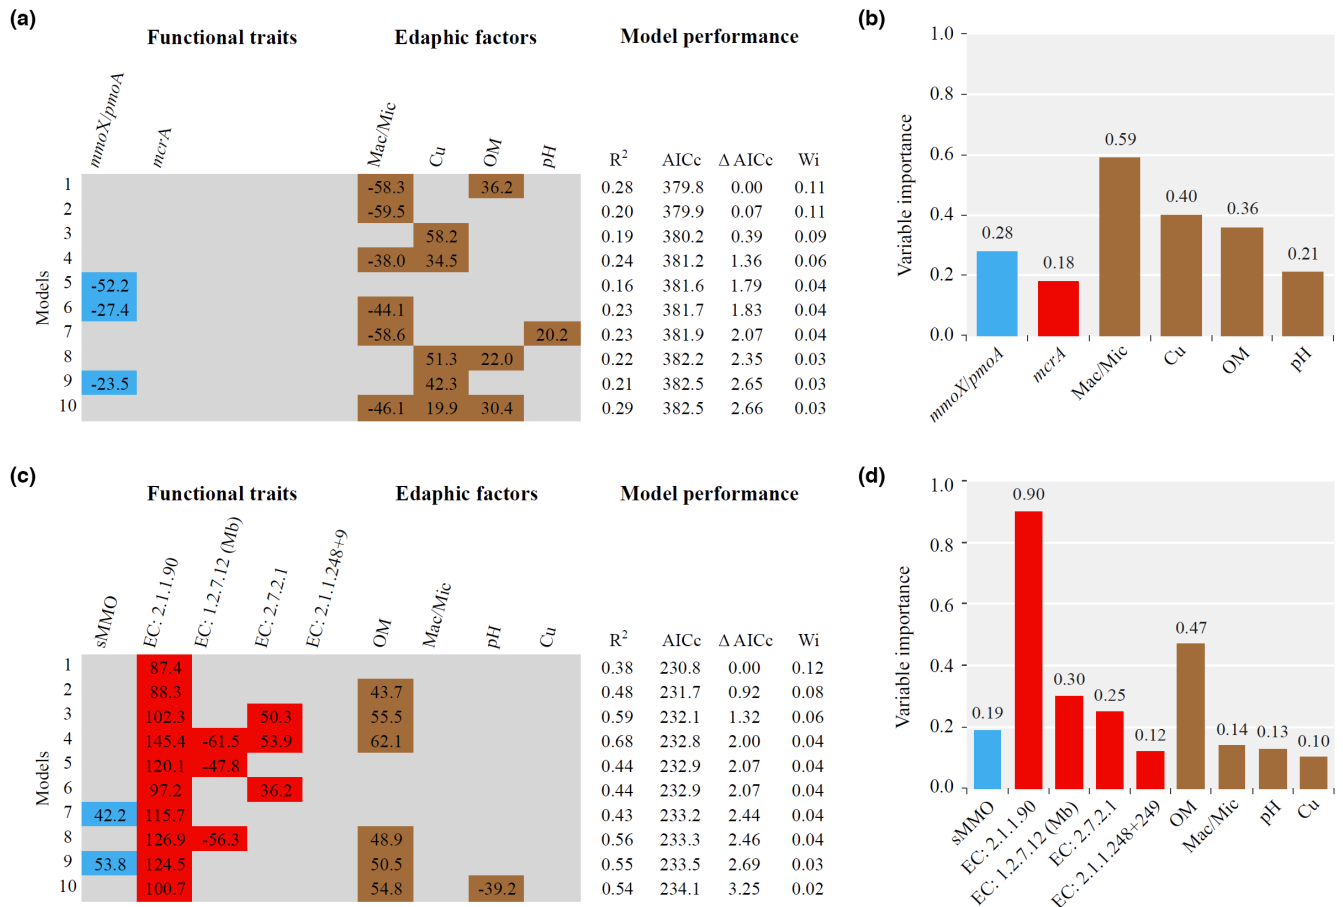 (a)
Functional traits Edaphic factors Model performance
mmoX/pmoA mcrA Mac/Mic Cu OM pH R² AICc Δ AICc Wi
Models
1 -58.3 36.2 0.28 379.8 0.00 0.11
2 -59.5 0.20 379.9 0.07 0.11
3 58.2 0.19 380.2 0.39 0.09
4 -38.0 34.5 0.24 381.2 1.36 0.06
5 -52.2 0.16 381.6 1.79 0.04
6 -27.4 -44.1 0.23 381.7 1.83 0.04
7 -58.6 20.2 0.23 381.9 2.07 0.04
8 51.3 22.0 0.22 382.2 2.35 0.03
9 -23.5 42.3 0.21 382.5 2.65 0.03
10 -46.1 19.9 30.4 0.29 382.5 2.66 0.03
(b)
Variable importance
1.0
0.8
0.6
0.4
0.2
0.0
0.28 0.18 0.59 0.40 0.36 0.21
mmoX/pmoA mcrA Mac/Mic Cu OM pH
(c)
Functional traits Edaphic factors Model performance
sMMO EC: 2.1.1.90 EC: 1.2.7.12 (Mb) EC: 2.7.2.1 EC: 2.1.1.248+9 OM Mac/Mic pH Cu R² AICc Δ AICc Wi
Models
1 87.4 0.38 230.8 0.00 0.12
2 88.3 43.7 0.48 231.7 0.92 0.08
3 102.3 50.3 55.5 0.59 232.1 1.32 0.06
4 145.4 -61.5 53.9 62.1 0.68 232.8 2.00 0.04
5 120.1 -47.8 0.44 232.9 2.07 0.04
6 97.2 36.2 0.44 232.9 2.07 0.04
7 42.2 115.7 0.43 233.2 2.44 0.04
8 126.9 -56.3 48.9 0.56 233.3 2.46 0.04
9 53.8 124.5 50.5 0.55 233.5 2.69 0.03
10 100.7 54.8 -39.2 0.54 234.1 3.25 0.02
(d)
Variable importance
1.0
0.8
0.6
0.4
0.2
0.0
0.19 0.90 0.30 0.25 0.12 0.47 0.14 0.13 0.10
sMMO EC: 2.1.1.90 EC: 1.2.7.12 (Mb) EC: 2.7.2.1 EC: 2.1.1.248+249 OM Mac/Mic pH Cu